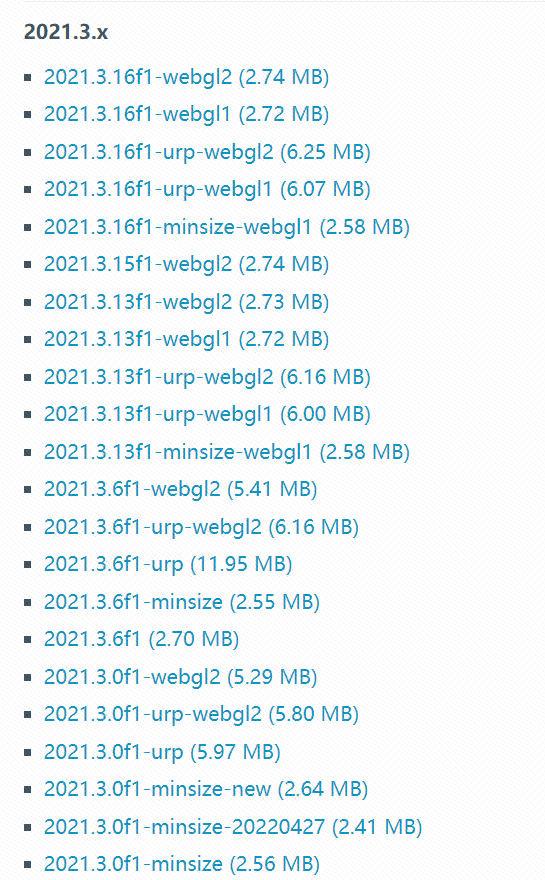 2021.3.x
2021.3.16f1-webgl2 (2.74 MB)
2021.3.16f1-webgl1 (2.72 MB)
2021.3.16f1-urp-webgl2 (6.25 MB)
2021.3.16f1-urp-webgl1 (6.07 MB)
2021.3.16f1-minsize-webgl1 (2.58 MB)
2021.3.15f1-webgl2 (2.74 MB)
2021.3.13f1-webgl2 (2.73 MB)
2021.3.13f1-webgl1 (2.72 MB)
2021.3.13f1-urp-webgl2 (6.16 MB)
2021.3.13f1-urp-webgl1 (6.00 MB)
2021.3.13f1-minsize-webgl1 (2.58 MB)
2021.3.6f1-webgl2 (5.41 MB)
2021.3.6f1-urp-webgl2 (6.16 MB)
2021.3.6f1-urp (11.95 MB)
2021.3.6f1-minsize (2.55 MB)
2021.3.6f1 (2.70 MB)
2021.3.0f1-webgl2 (5.29 MB)
2021.3.0f1-urp-webgl2 (5.80 MB)
2021.3.0f1-urp (5.97 MB)
2021.3.0f1-minsize-new (2.64 MB)
2021.3.0f1-minsize-20220427 (2.41 MB)
2021.3.0f1-minsize (2.56 MB)